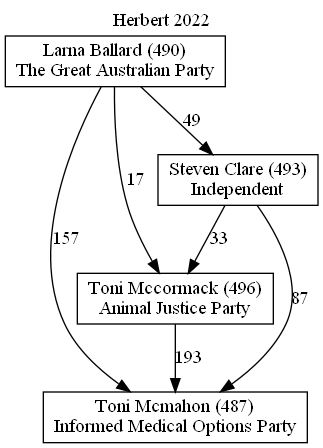 Herbert 2022
Larna Ballard (490)
The Great Australian Party
49
Steven Clare (493)
Independent
17
157
33
87
Toni Mccormack (496)
Animal Justice Party
193
Toni Mcmahon (487)
Informed Medical Options Party